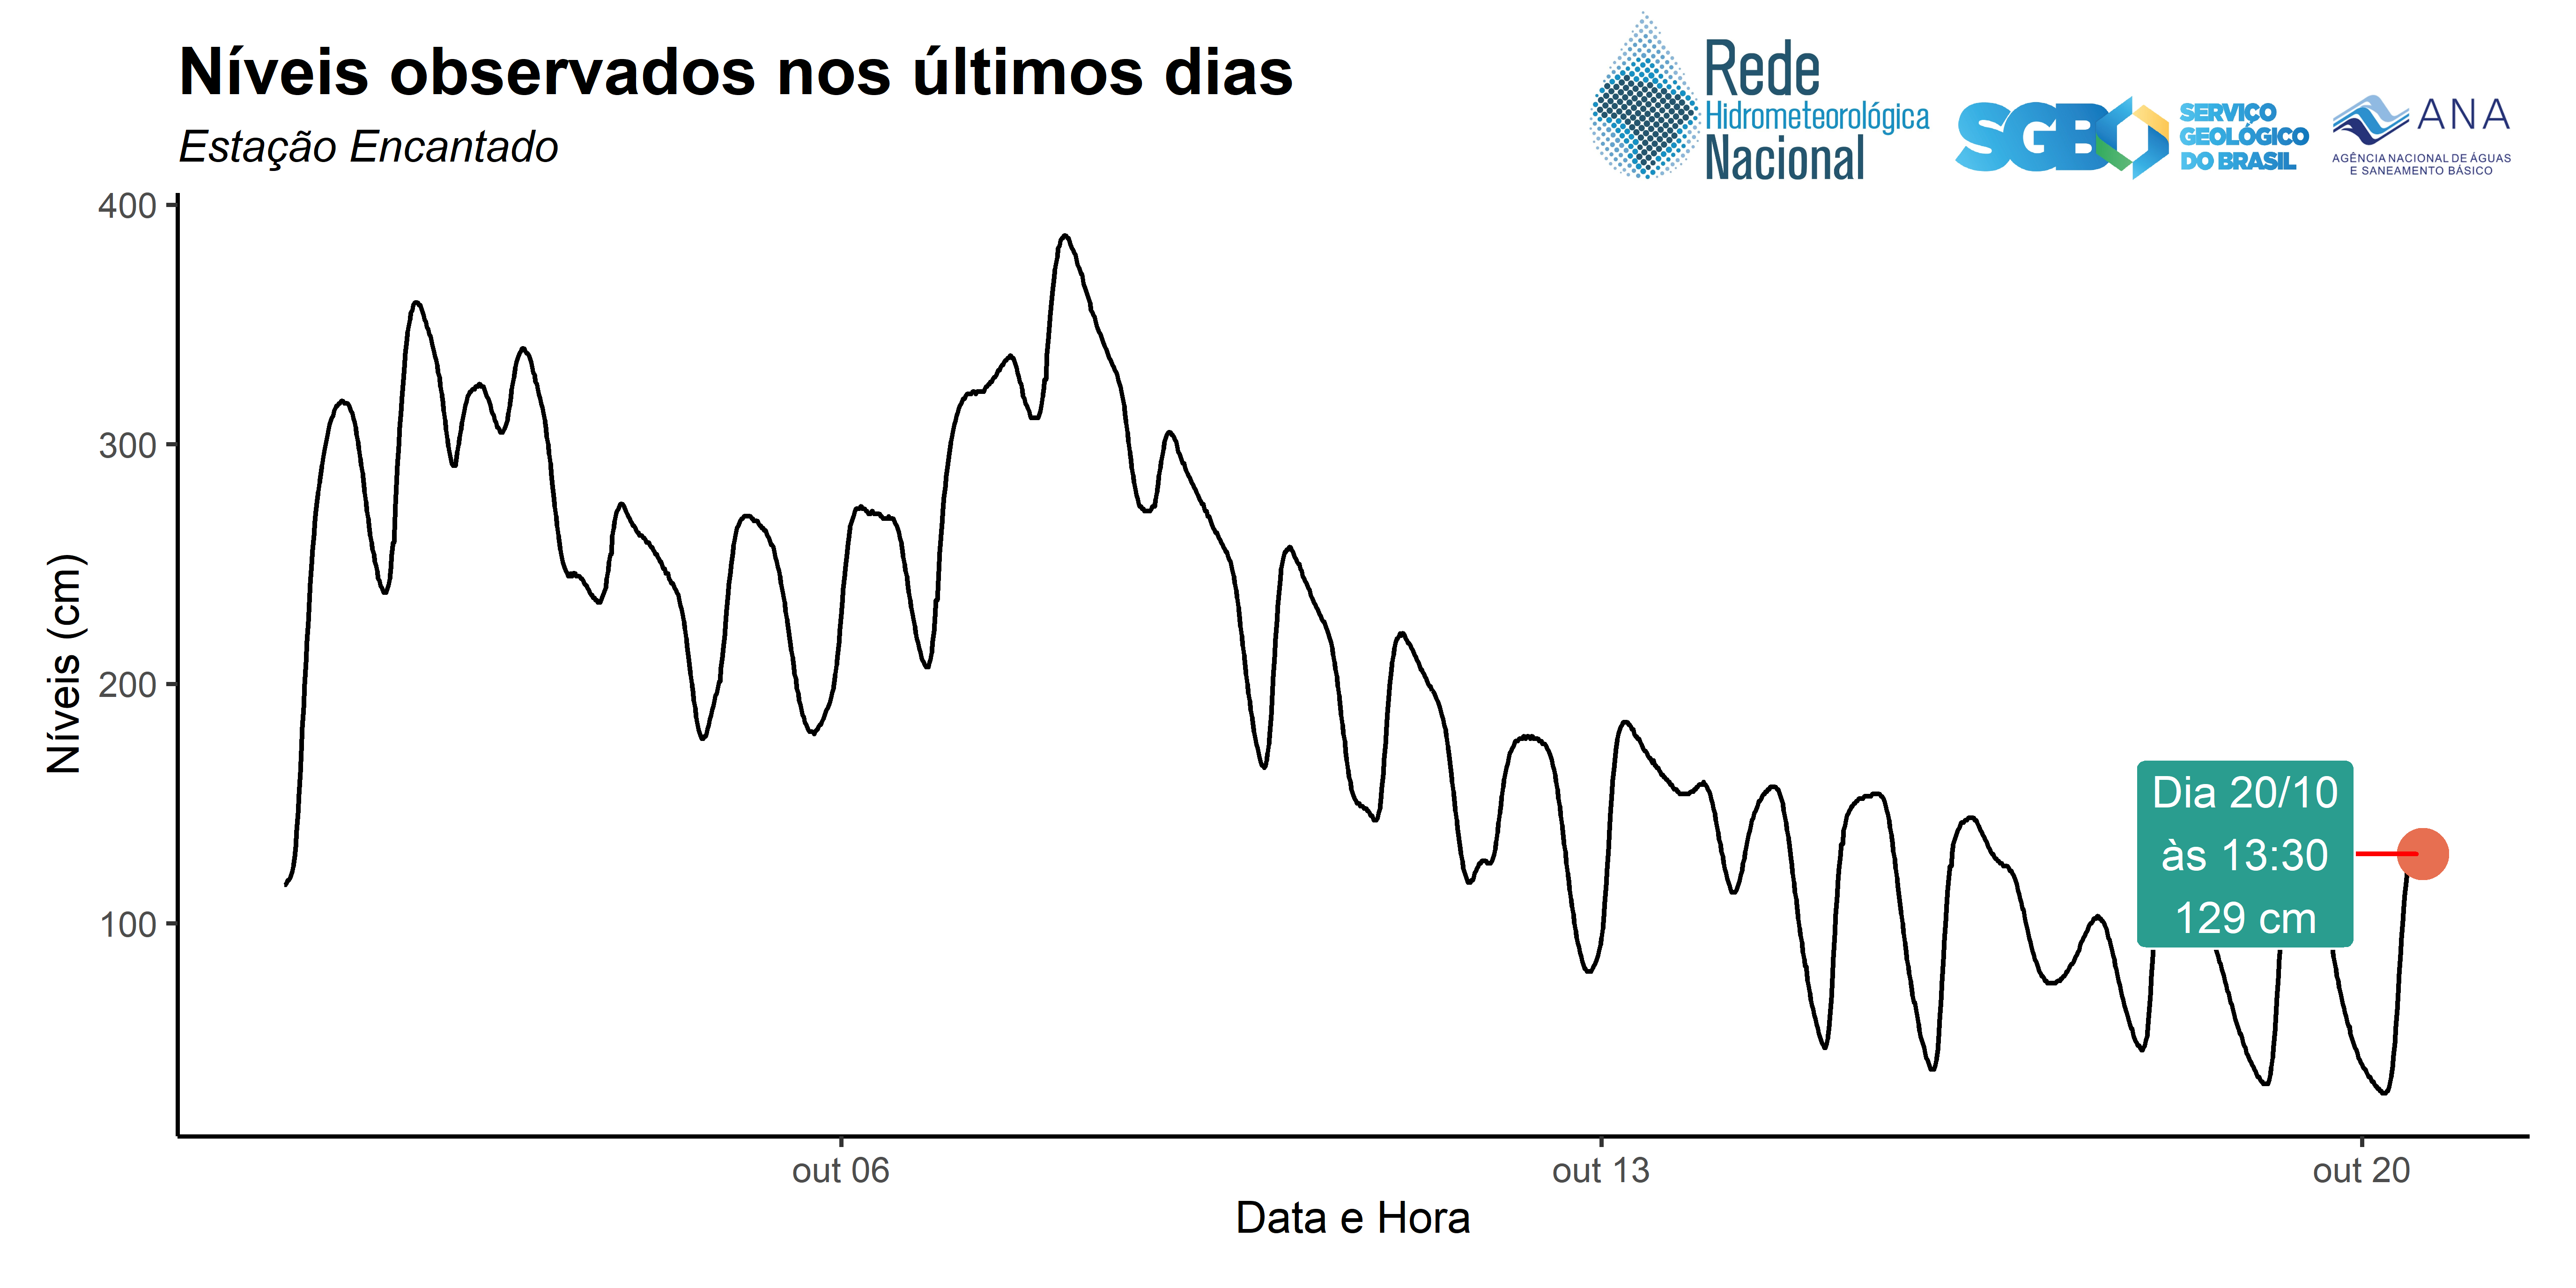 Níveis observados nos últimos dias
Estação Encantado
Rede
Hidrometeorológica
Nacional
SGB
SERVIÇO
GEOLÓGICO
DO BRASIL
ANA
AGÊNCIA NACIONAL DE ÁGUAS
E SANEAMENTO BÁSICO
Níveis (cm)
400
300
200
100
Dia 20/10
às 13:30
129 cm
out 06
out 13
out 20
Data e Hora